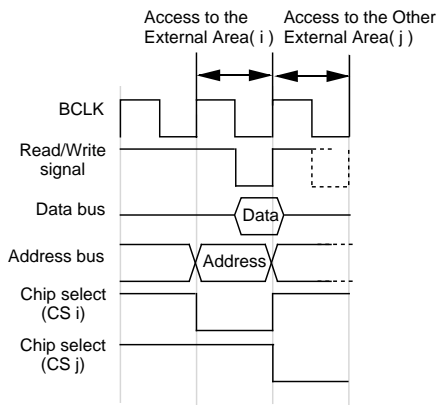 Access to the
External Area( i )
Access to the Other
External Area( j )
BCLK
Read/Write
signal
Data bus
Data
Address bus
Address
Chip select
(CS i)
Chip select
(CS j)